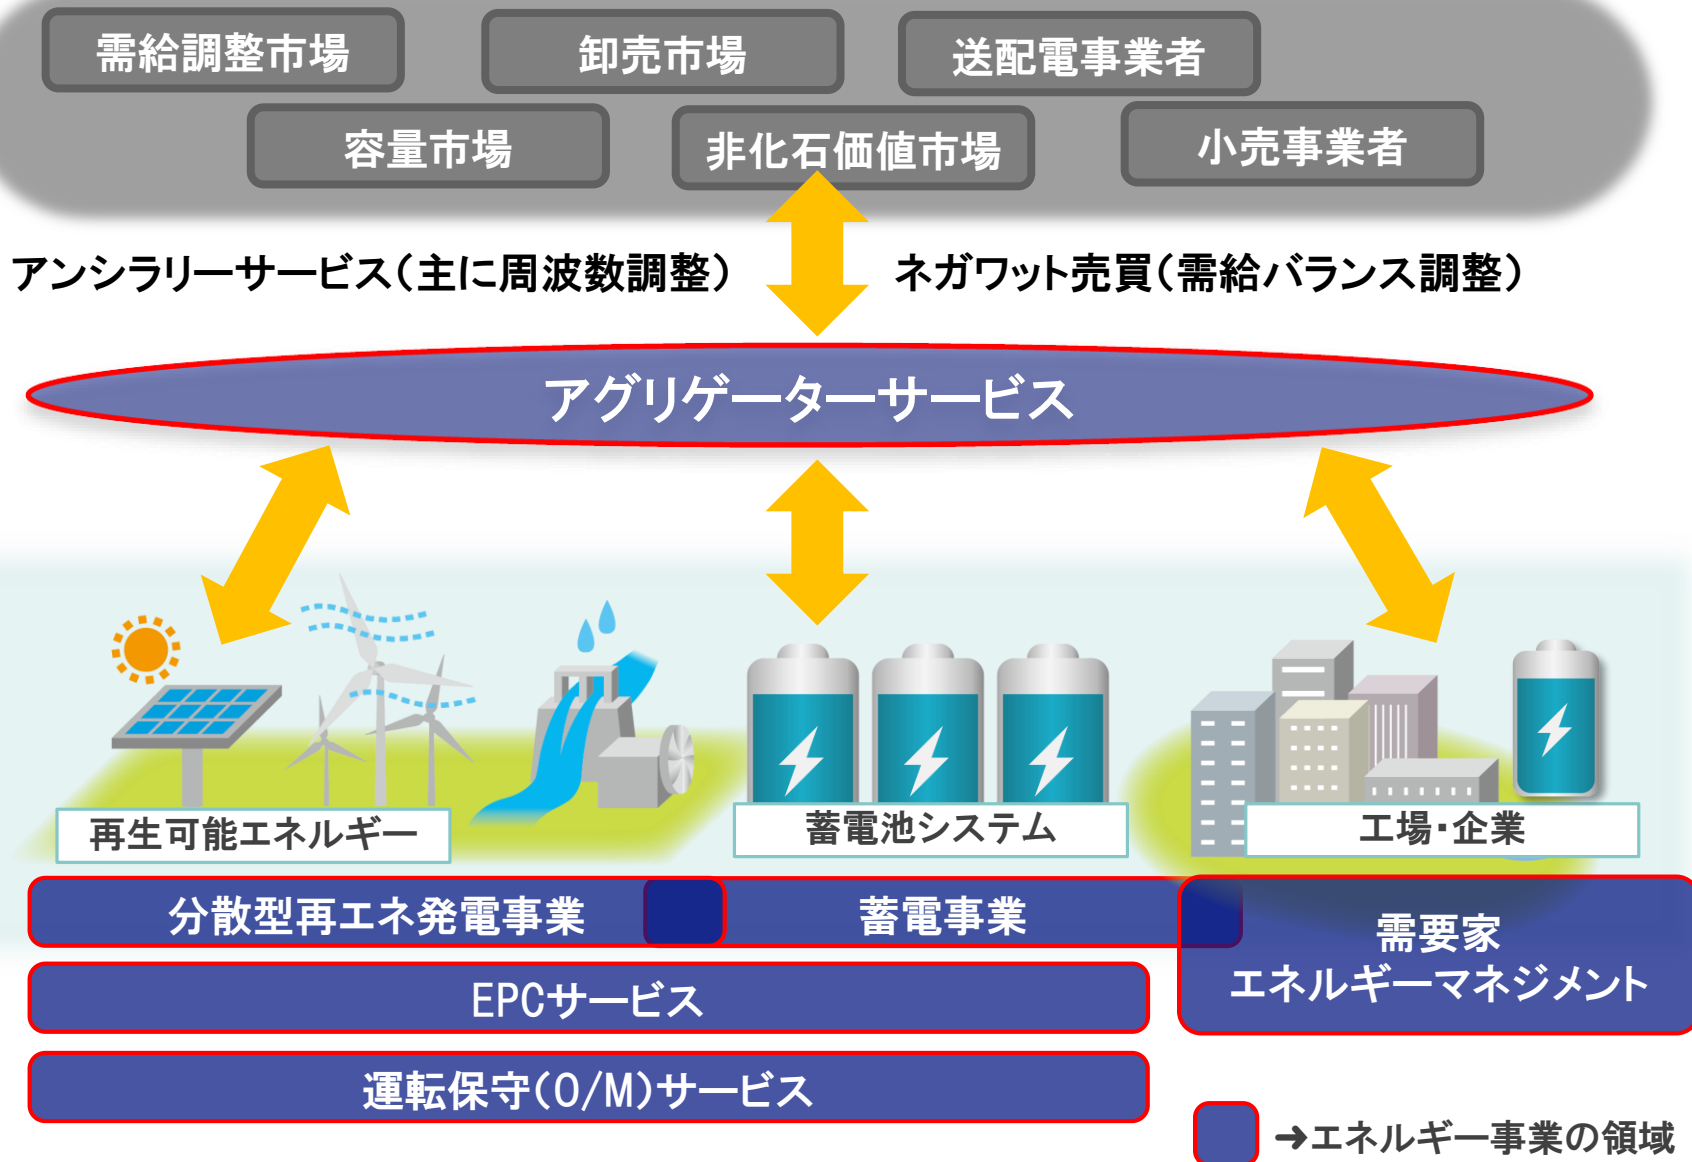 需給調整市場
卸売市場
送配電事業者
容量市場
非化石価値市場
小売事業者
アンシラリーサービス(主に周波数調整)
ネガワット売買(需給バランス調整)
アグリゲーターサービス
再生可能エネルギー
蓄電池システム
工場・企業
分散型再エネ発電事業
蓄電事業
需要家
エネルギーマネジメント
EPCサービス
運転保守(O/M)サービス
➜エネルギー事業の領域